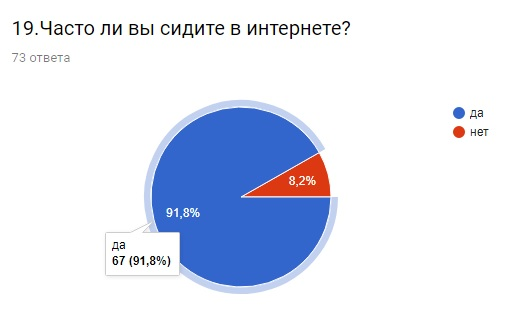 19.Часто ли вы сидите в интернете?
73 ответа
да
нет
8,2%
91,8%
да
67 (91,8%)